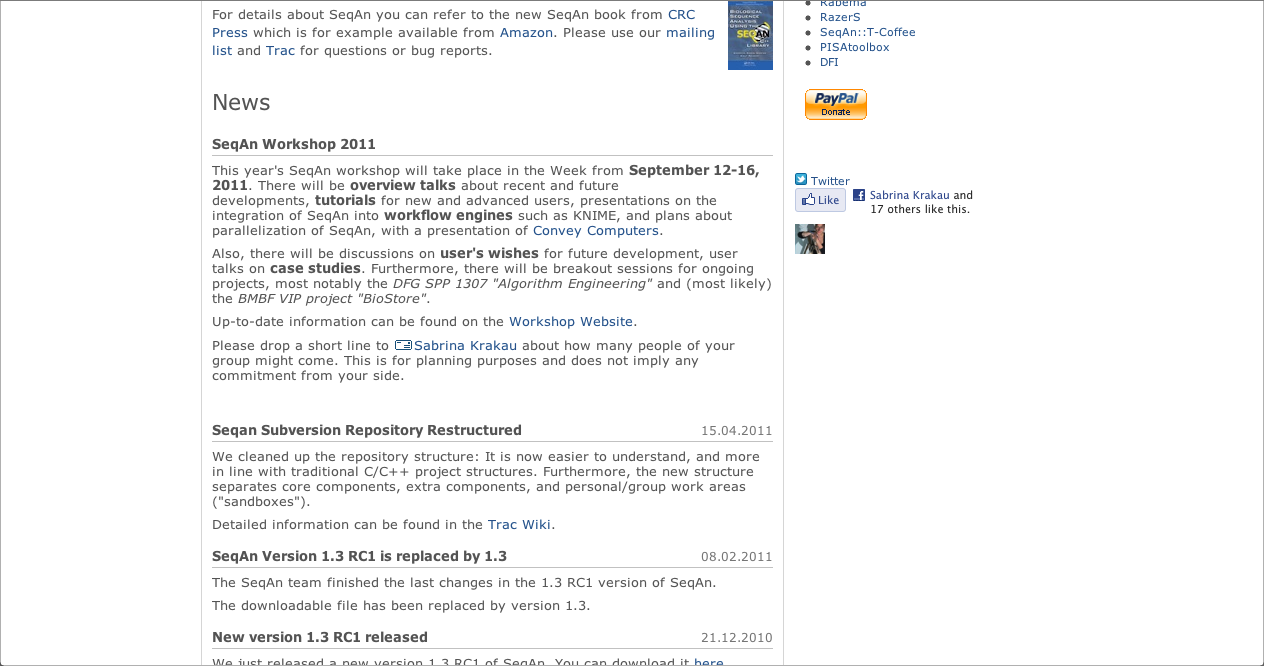 For details about SeqAn you can refer to the new SeqAn book from CRC
Press which is for example available from Amazon. Please use our mailing
list and Trac for questions or bug reports.
BIOLOGICAL
SEQUENCE
ANALYSIS
USING THE
SEQAN
LIBRARY
News
SeqAn Workshop 2011
This year's SeqAn workshop will take place in the Week from September 12-16,
2011. There will be overview talks about recent and future
developments, tutorials for new and advanced users, presentations on the
integration of SeqAn into workflow engines such as KNIME, and plans about
parallelization of SeqAn, with a presentation of Convey Computers.
Also, there will be discussions on user's wishes for future development, user
talks on case studies. Furthermore, there will be breakout sessions for ongoing
projects, most notably the DFG SPP 1307 "Algorithm Engineering" and (most likely)
the BMBF VIP project "BioStore".
Up-to-date information can be found on the Workshop Website.
Please drop a short line to Sabrina Krakau about how many people of your
group might come. This is for planning purposes and does not imply any
commitment from your side.
Seqan Subversion Repository Restructured 15.04.2011
We cleaned up the repository structure: It is now easier to understand, and more
in line with traditional C/C++ project structures. Furthermore, the new structure
separates core components, extra components, and personal/group work areas
("sandboxes").
Detailed information can be found in the Trac Wiki.
SeqAn Version 1.3 RC1 is replaced by 1.3 08.02.2011
The SeqAn team finished the last changes in the 1.3 RC1 version of SeqAn.
The downloadable file has been replaced by version 1.3.
New version 1.3 RC1 released 21.12.2010
We just released a new version 1.3 RC1 of SeqAn. You can download it here
Rabema
RazerS
SeqAn::T-Coffee
PISAtoolbox
DFI
PayPal
Donate
Twitter
Like
Sabrina Krakau and
17 others like this.